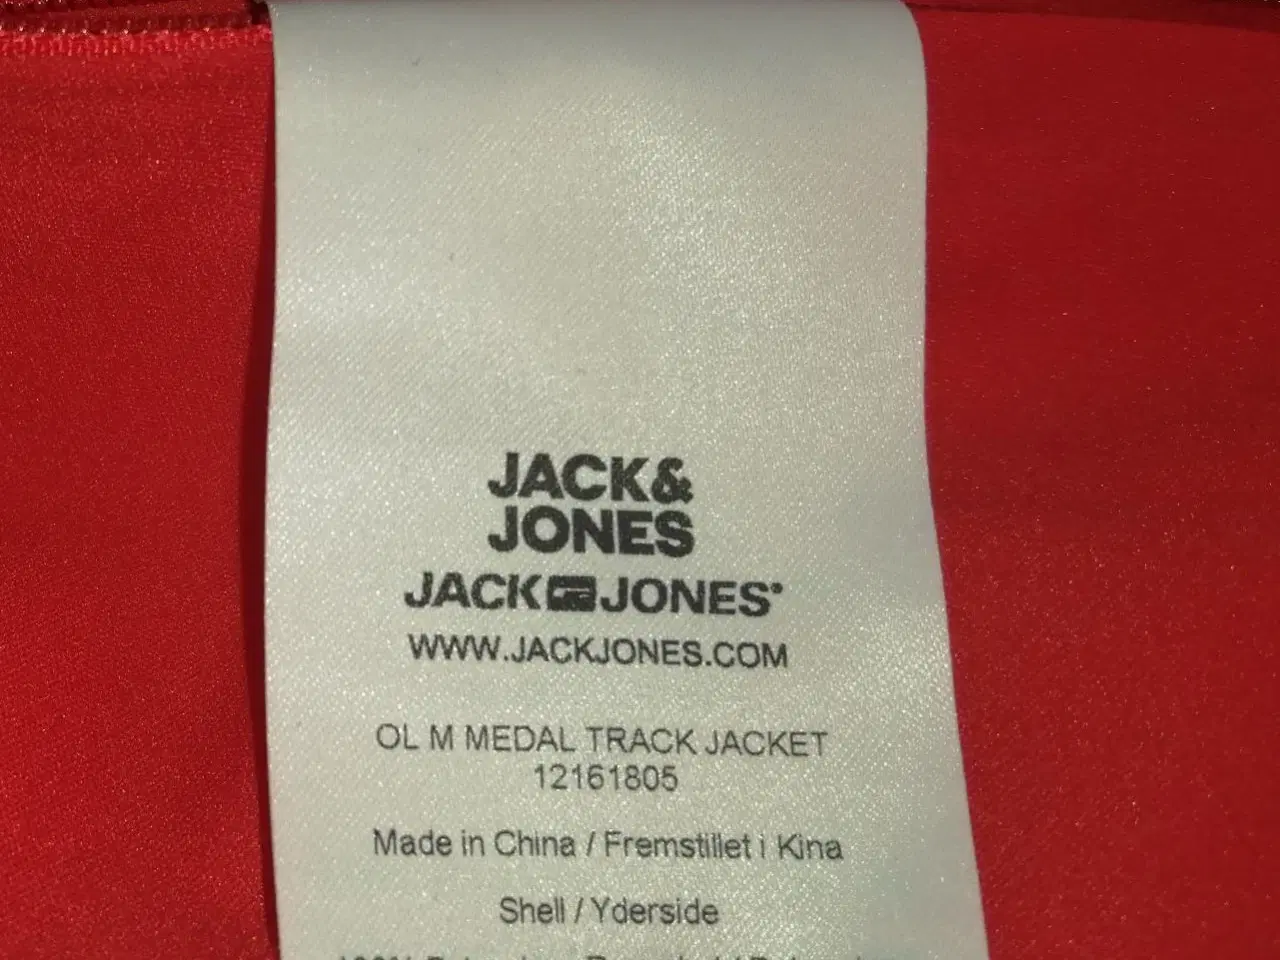 JACK&
JONES
JACK JONES®
WWW.JACKJONES.COM
OL M MEDAL TRACK JACKET
12161805
Made in China / Fremstillet i Kina
Shell / Yderside